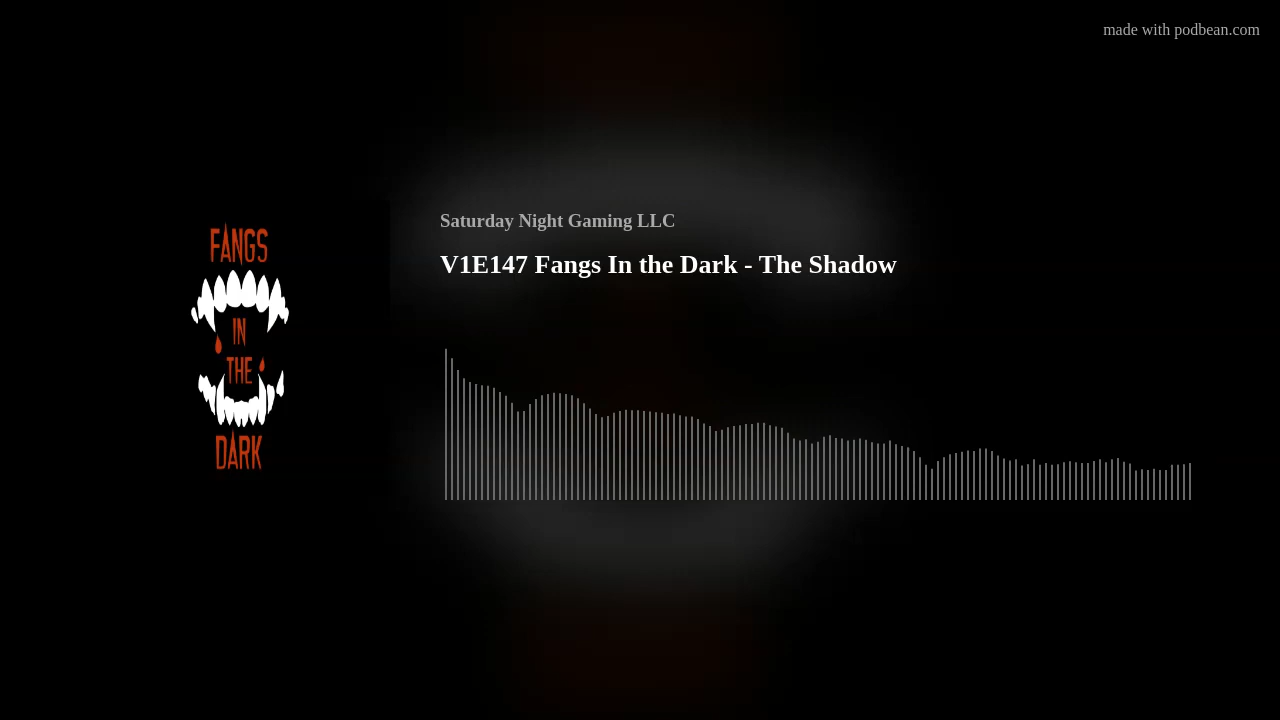 made with podbean.com
Saturday Night Gaming LLC
V1E147 Fangs In the Dark - The Shadow
FANGS
IN
THE
DARK